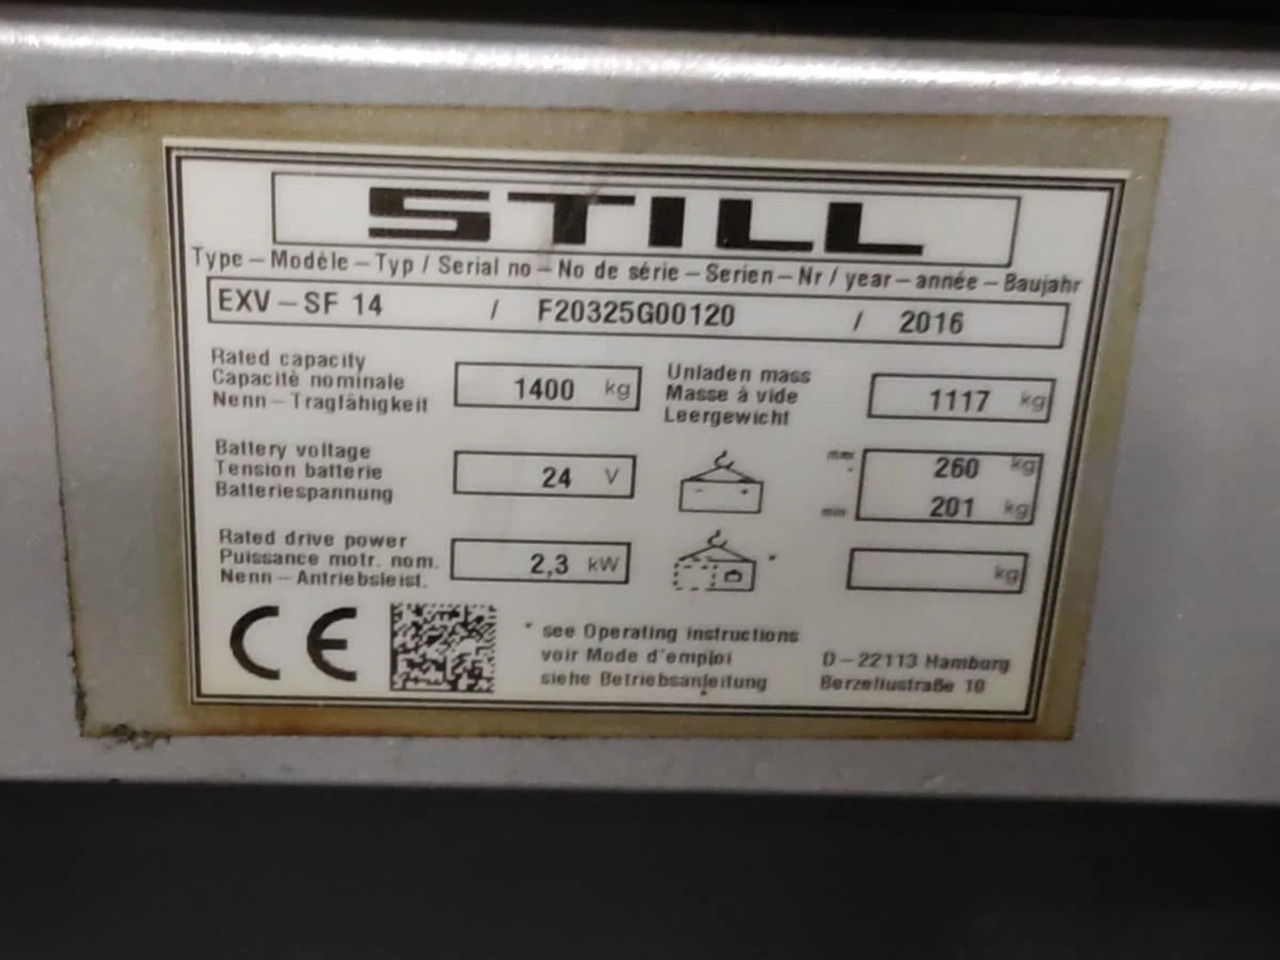 STILL
Type – Modèle – Typ / Serial no – No de série – Serien – Nr / year – année – Baujahr
EXV – SF 14 / F20325G00120 / 2016
Rated capacity
Capacité nominale
Nenn – Tragfähigkeit
1400 kg
Unladen mass
Masse à vide
Leergewicht
1117 kg
Battery voltage
Tension batterie
Batteriespannung
24 V
max 260 kg
min 201 kg
Rated drive power
Puissance motr. nom.
Nenn – Antriebsleist.
2,3 kW
*
kg
CE
* see Operating instructions
voir Mode d'emploi
siehe Betriebsanleitung
D – 22113 Hamburg
Berzeliustraße 10